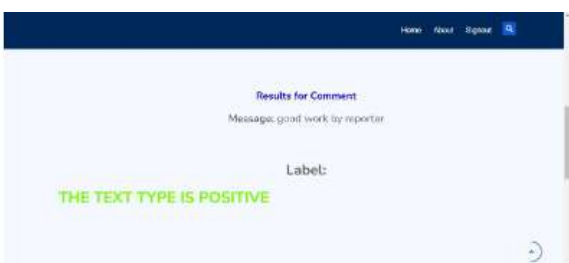 Home About Signout
Results for Comment
Message: good work by reporter
Label:
THE TEXT TYPE IS POSITIVE